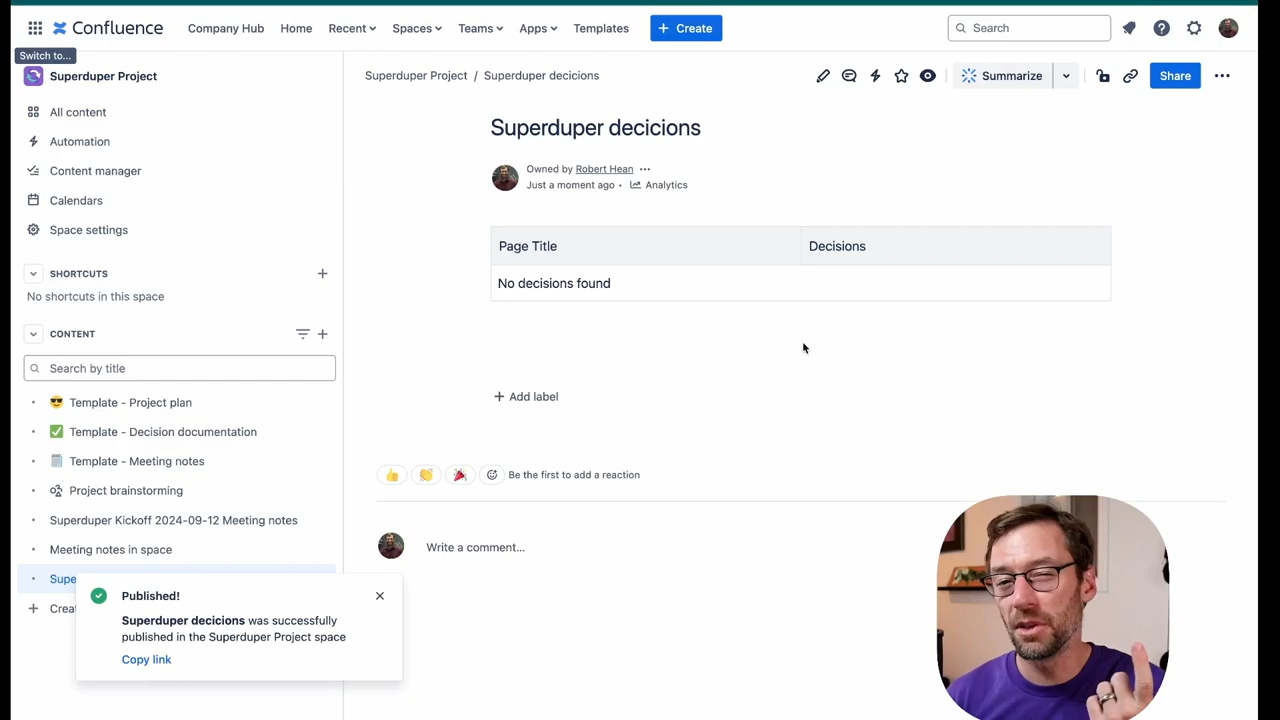 Confluence
Company Hub
Home
Recent
Spaces
Teams
Apps
Templates
+ Create
Search
Switch to...
Superduper Project
All content
Automation
Content manager
Calendars
Space settings
SHORTCUTS
No shortcuts in this space
CONTENT
Search by title
Template - Project plan
Template - Decision documentation
Template - Meeting notes
Project brainstorming
Superduper Kickoff 2024-09-12 Meeting notes
Meeting notes in space
Supe
Crea
Published!
Superduper decicions was successfully
published in the Superduper Project space
Copy link
Superduper Project / Superduper decicions
Summarize
Share
Superduper decicions
Owned by Robert Hean
Just a moment ago • Analytics
Page Title
Decisions
No decisions found
+ Add label
Be the first to add a reaction
Write a comment...